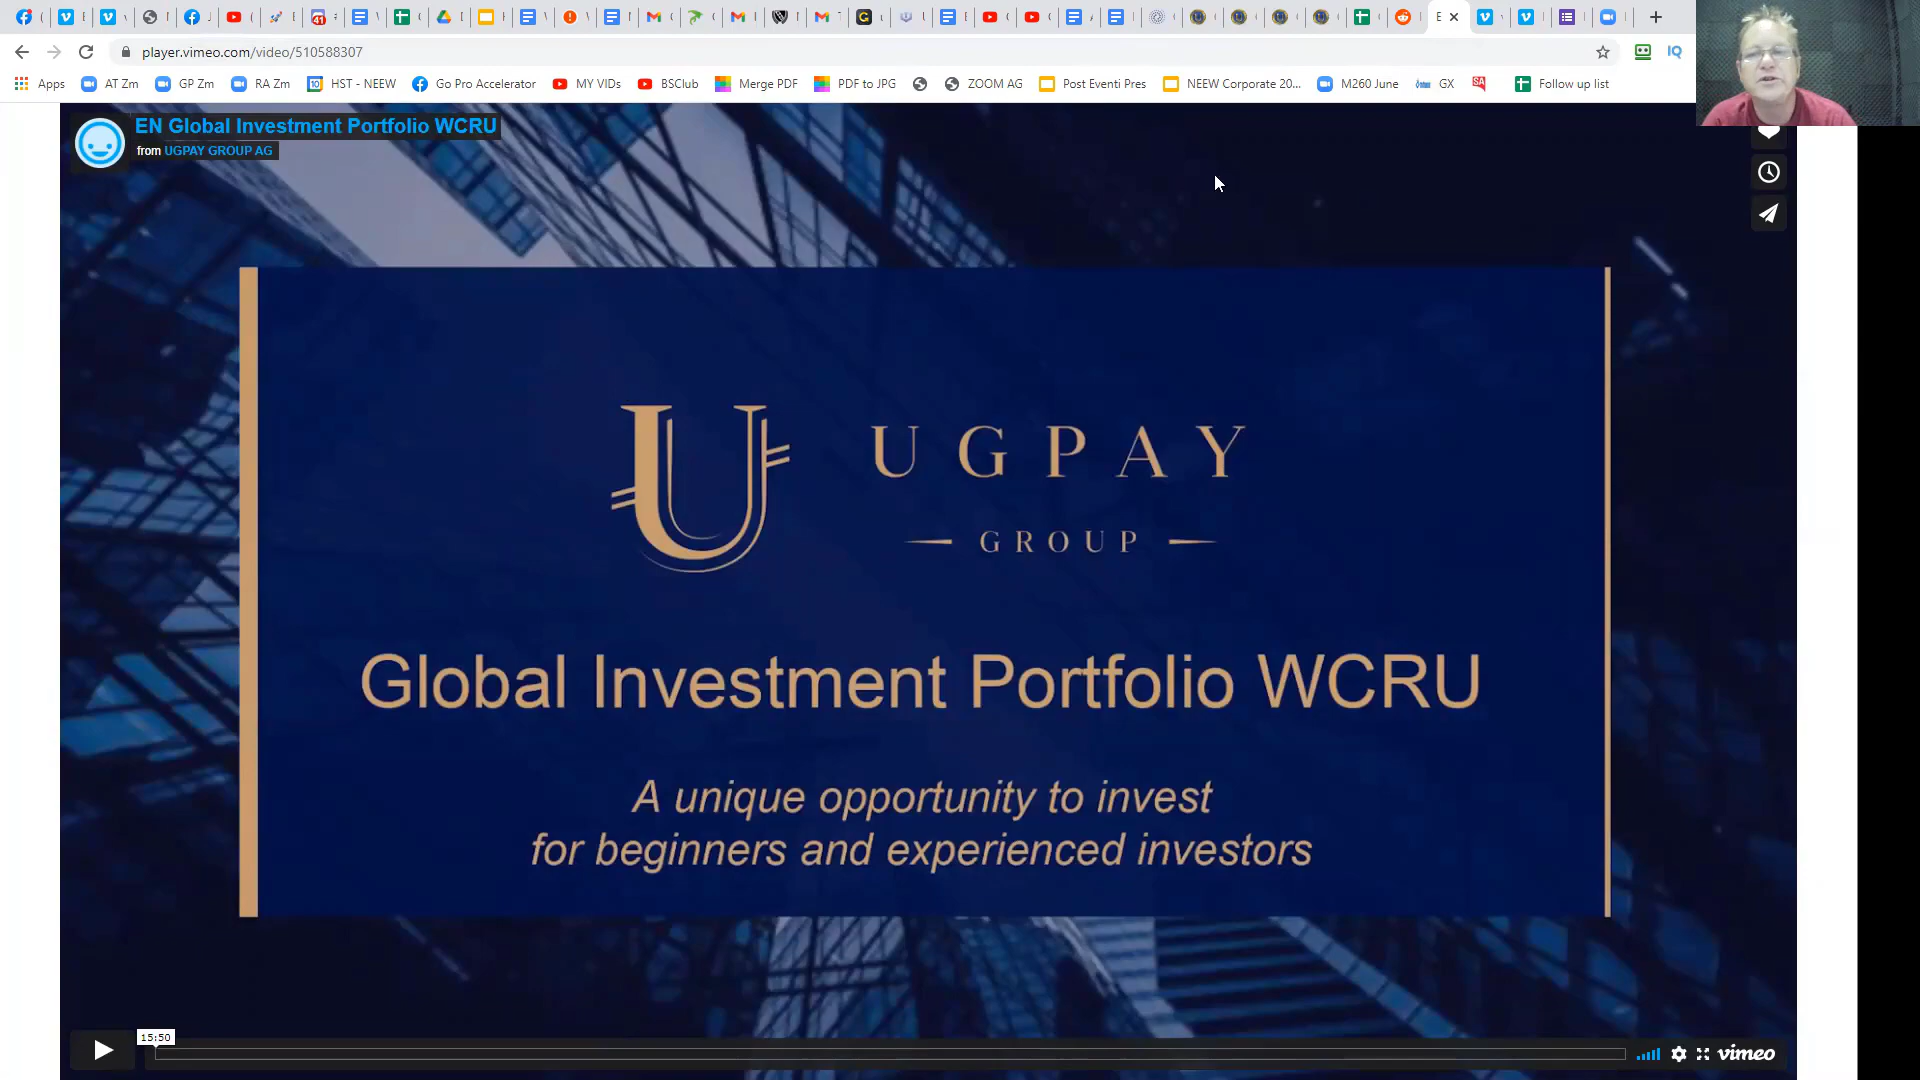 41
player.vimeo.com/video/510588307
Apps
AT Zm
GP Zm
RA Zm
HST - NEEW
Go Pro Accelerator
MY VIDs
BSClub
Merge PDF
PDF to JPG
ZOOM AG
Post Eventi Pres
NEEW Corporate 20...
M260 June
GX
Follow up list
EN Global Investment Portfolio WCRU
from UGPAY GROUP AG
UGPAY
GROUP
Global Investment Portfolio WCRU
A unique opportunity to invest
for beginners and experienced investors
15:50
vimeo